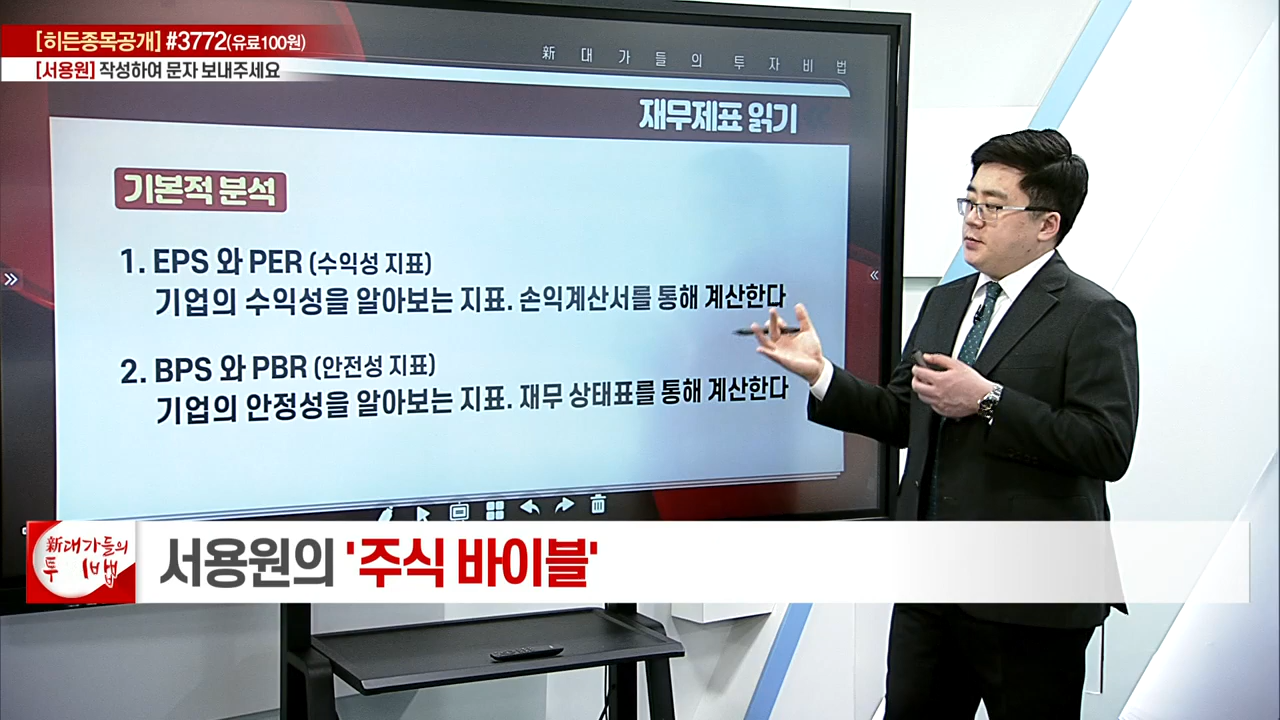 [히든종목공개] #3772(유료100원)
[서용원] 작성하여 문자 보내주세요
新 대 가 들 의 투 자 비 법
재무제표 읽기
기본적 분석
1. EPS 와 PER (수익성 지표)
기업의 수익성을 알아보는 지표. 손익계산서를 통해 계산한다
2. BPS 와 PBR (안전성 지표)
기업의 안정성을 알아보는 지표. 재무 상태표를 통해 계산한다
新대가들의
투
서용원의 '주식 바이블'